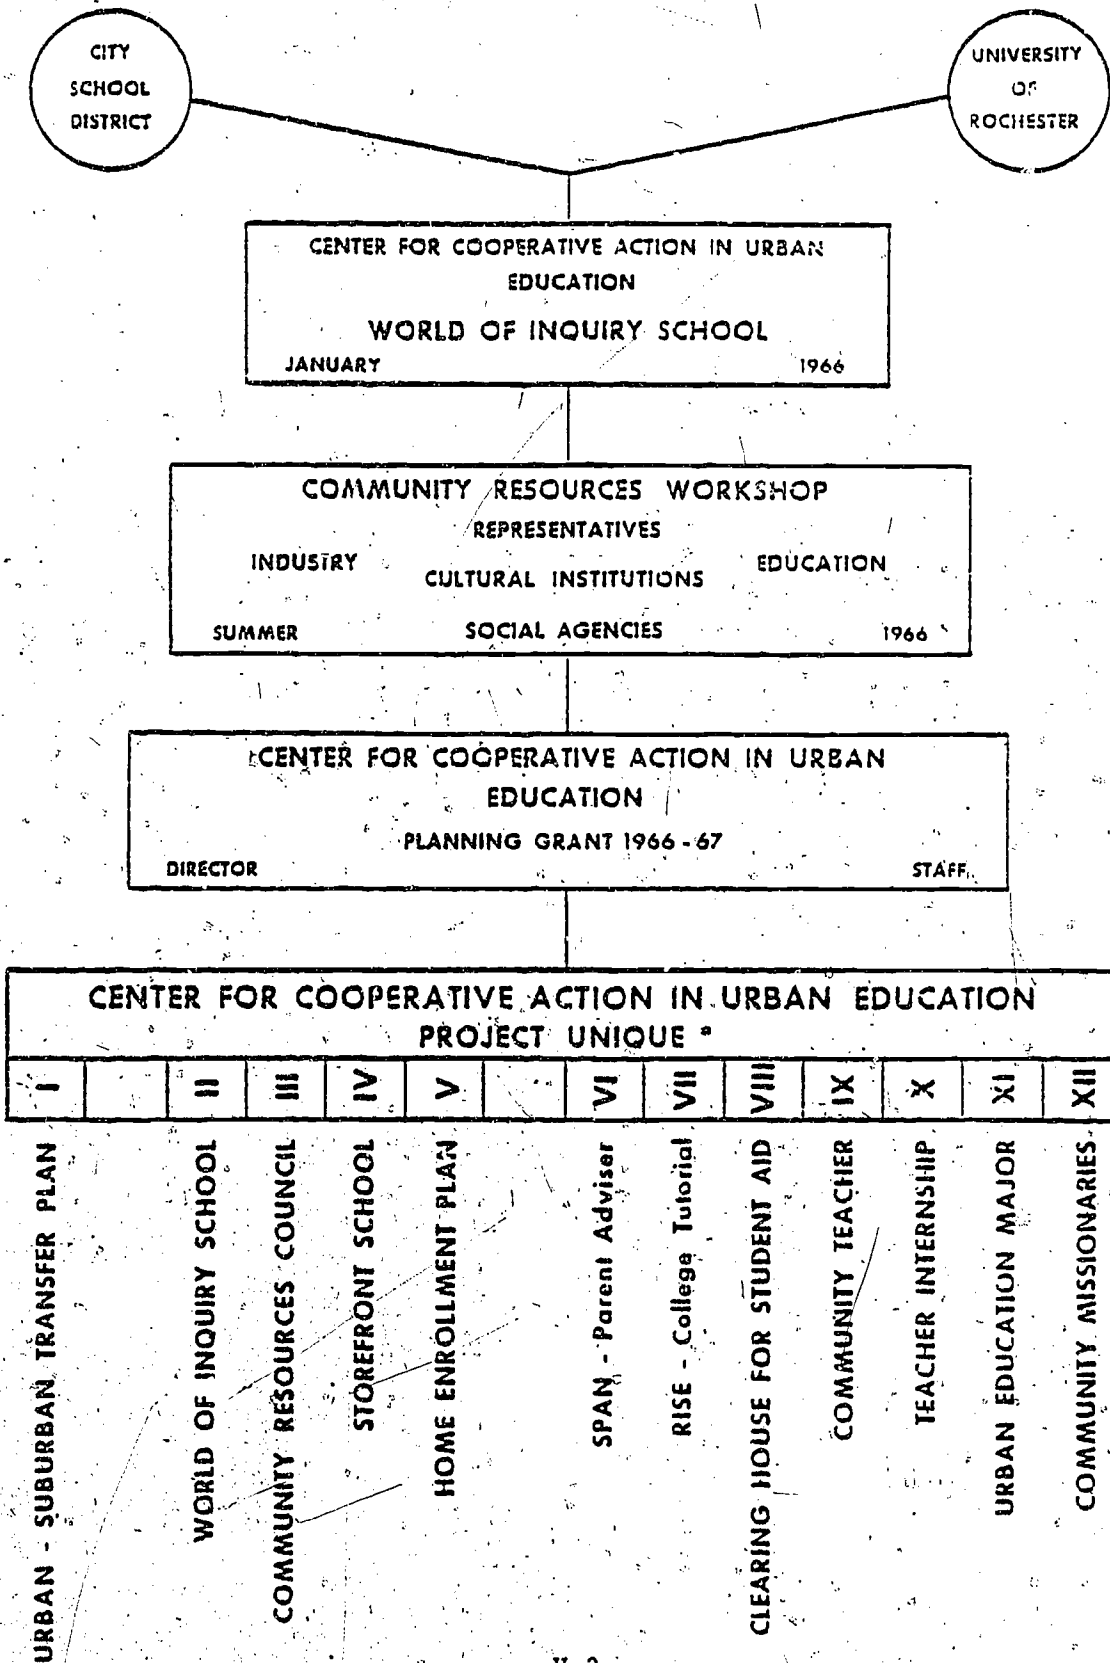 CITY
SCHOOL
DISTRICT
UNIVERSITY
OF
ROCHESTER
CENTER FOR COOPERATIVE ACTION IN URBAN
EDUCATION
WORLD OF INQUIRY SCHOOL
JANUARY 1966
COMMUNITY RESOURCES WORKSHOP
REPRESENTATIVES
INDUSTRY EDUCATION
CULTURAL INSTITUTIONS
SUMMER SOCIAL AGENCIES 1966
CENTER FOR COOPERATIVE ACTION IN URBAN
EDUCATION
PLANNING GRANT 1966 - 67
DIRECTOR STAFF
CENTER FOR COOPERATIVE ACTION IN URBAN EDUCATION
PROJECT UNIQUE
I II III IV V VI VII VIII IX X XI XII
URBAN - SUBURBAN TRANSFER PLAN
WORLD OF INQUIRY SCHOOL
COMMUNITY RESOURCES COUNCIL
STOREFRONT SCHOOL
HOME ENROLLMENT PLAN
SPAN - Parent Adviser
RISE - College Tutorial
CLEARING HOUSE FOR STUDENT AID
COMMUNITY TEACHER
TEACHER INTERNSHIP
URBAN EDUCATION MAJOR
COMMUNITY MISSIONARIES